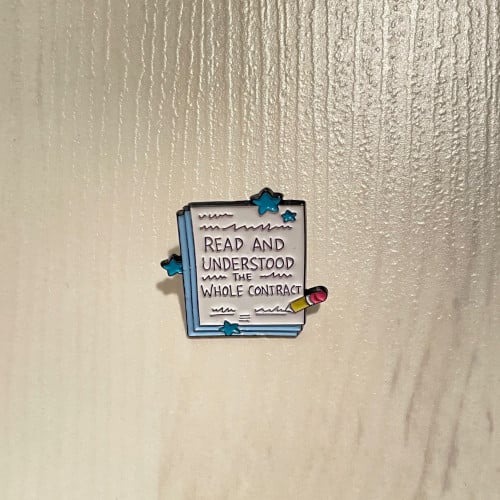 READ AND
UNDERSTOOD
THE
WHOLE CONTRACT